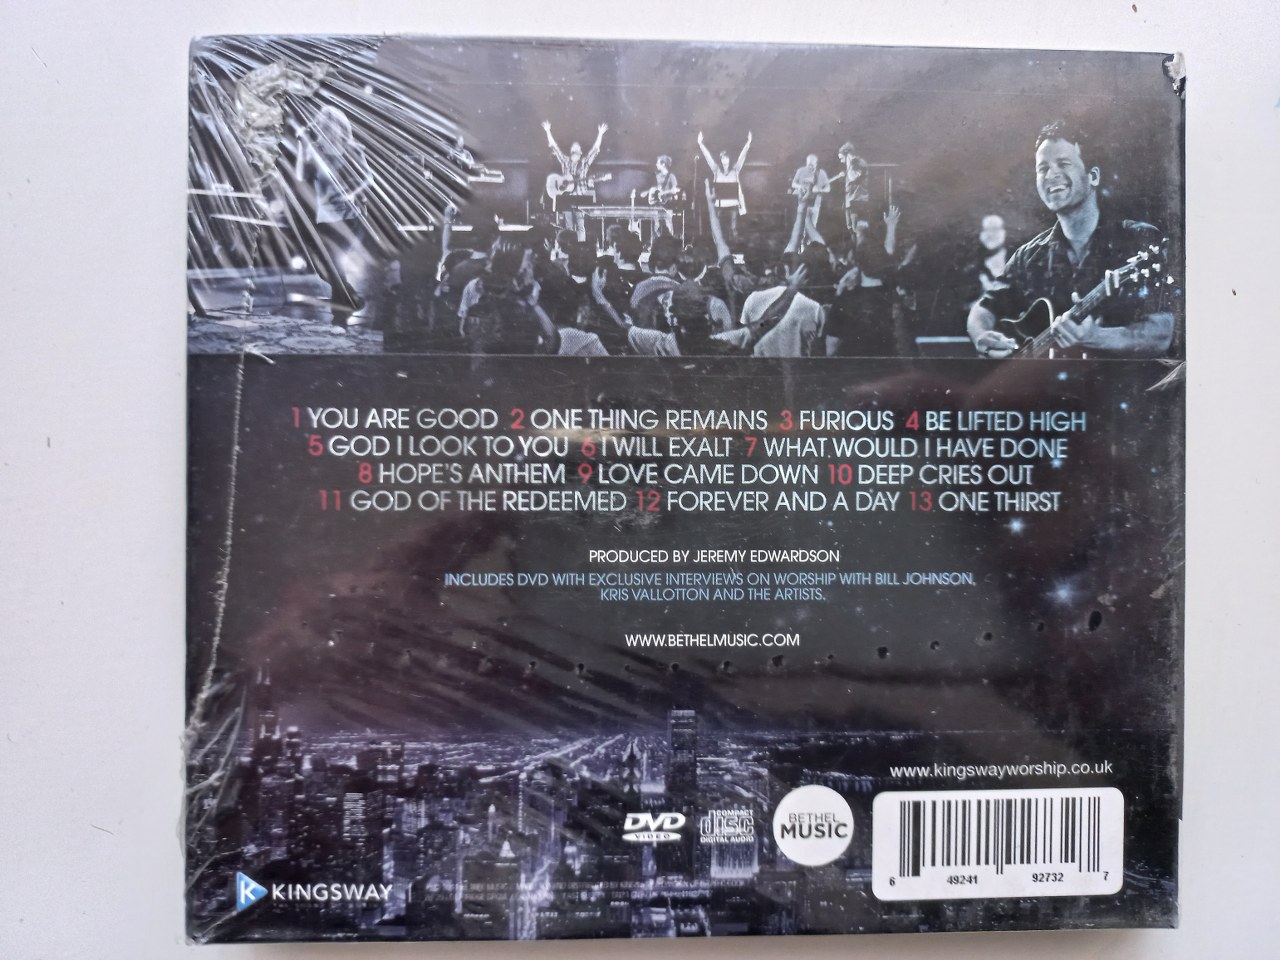 1 YOU ARE GOOD 2 ONE THING REMAINS 3 FURIOUS 4 BE LIFTED HIGH
5 GOD I LOOK TO YOU 6 I WILL EXALT 7 WHAT WOULD I HAVE DONE
8 HOPE'S ANTHEM 9 LOVE CAME DOWN 10 DEEP CRIES OUT
11 GOD OF THE REDEEMED 12 FOREVER AND A DAY 13 ONE THIRST
PRODUCED BY JEREMY EDWARDSON
INCLUDES DVD WITH EXCLUSIVE INTERVIEWS ON WORSHIP WITH BILL JOHNSON,
KRIS VALLOTTON AND THE ARTISTS.
WWW.BETHELMUSIC.COM
www.kingswayworship.co.uk
DVD
VIDEO
COMPACT
disc
DIGITAL AUDIO
BETHEL
MUSIC
6 49241 92732 7
KINGSWAY